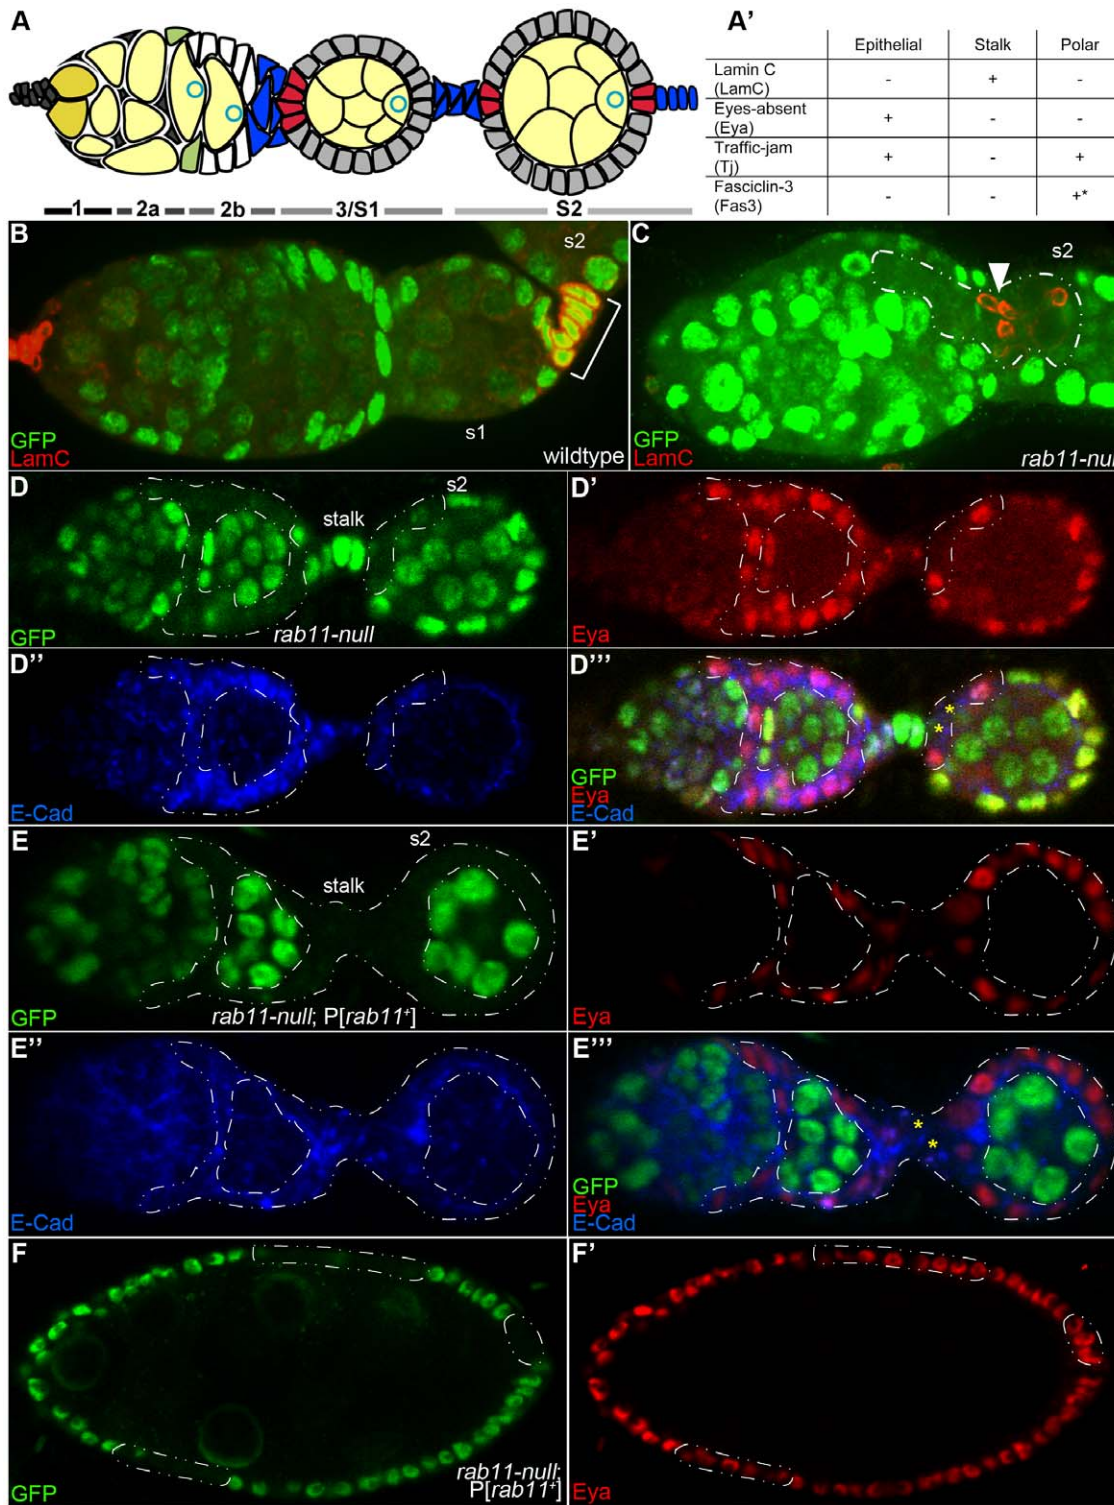 A
1 2a 2b 3/S1 S2
A'
Epithelial Stalk Polar
Lamin C
(LamC) - + -
Eyes-absent
(Eya) + - -
Traffic-jam
(Tj) + - +
Fasciclin-3
(Fas3) - - +*
B
s2
s1
GFP
LamC
wildtype
C
s2
GFP
LamC
rab11-nul
D
s2
stalk
GFP
rab11-null
D'
Eya
D''
E-Cad
D'''
*
*
GFP
Eya
E-Cad
E
s2
stalk
GFP
rab11-null; P[rab11+]
E'
Eya
E''
E-Cad
E'''
*
*
GFP
Eya
E-Cad
F
GFP
rab11-null;
P[rab11+]
F'
Eya